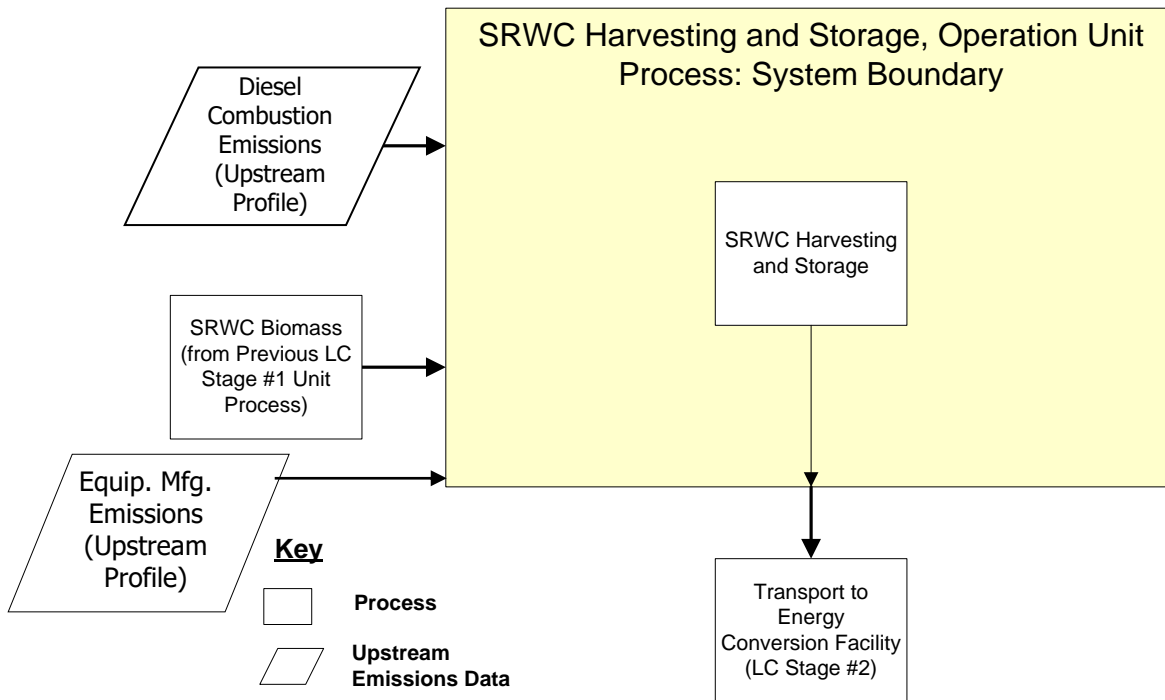 SRWC Harvesting and Storage, Operation Unit
Process: System Boundary
Diesel
Combustion
Emissions
(Upstream
Profile)
SRWC Harvesting
and Storage
SRWC Biomass
(from Previous LC
Stage #1 Unit
Process)
Equip. Mfg.
Emissions
(Upstream
Profile)
Key
Process
Upstream
Emissions Data
Transport to
Energy
Conversion Facility
(LC Stage #2)